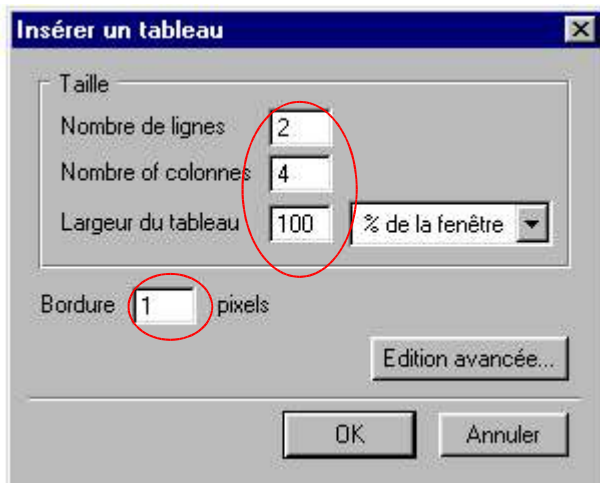 Insérer un tableau
Taille
Nombre de lignes 2
Nombre of colonnes 4
Largeur du tableau 100 % de la fenêtre
Bordure 1 pixels
Edition avancée...
OK Annuler